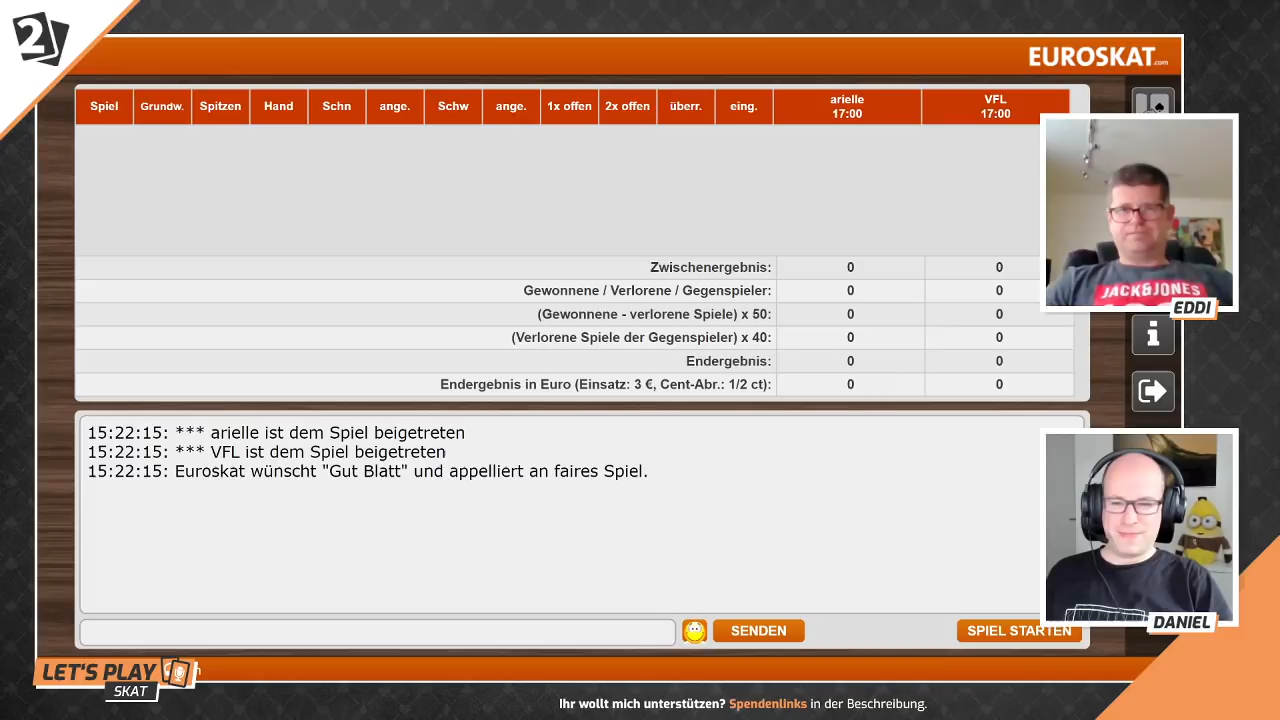 2
EUROSKAT.com
Spiel Grundw. Spitzen Hand Schn ange. Schw ange. 1x offen 2x offen überr. eing. arielle 17:00 VFL 17:00
Zwischenergebnis: 0 0
Gewonnene / Verlorene / Gegenspieler: 0 0
(Gewonnene - verlorene Spiele) x 50: 0 0
(Verlorene Spiele der Gegenspieler) x 40: 0 0
Endergebnis: 0 0
Endergebnis in Euro (Einsatz: 3 €, Cent-Abr.: 1/2 ct): 0 0
JACK&JONES
EDDI
15:22:15: *** arielle ist dem Spiel beigetreten
15:22:15: *** VFL ist dem Spiel beigetreten
15:22:15: Euroskat wünscht "Gut Blatt" und appelliert an faires Spiel.
DANIEL
SENDEN
SPIEL STARTEN
LET'S PLAY
SKAT
Ihr wollt mich unterstützen? Spendenlinks in der Beschreibung.